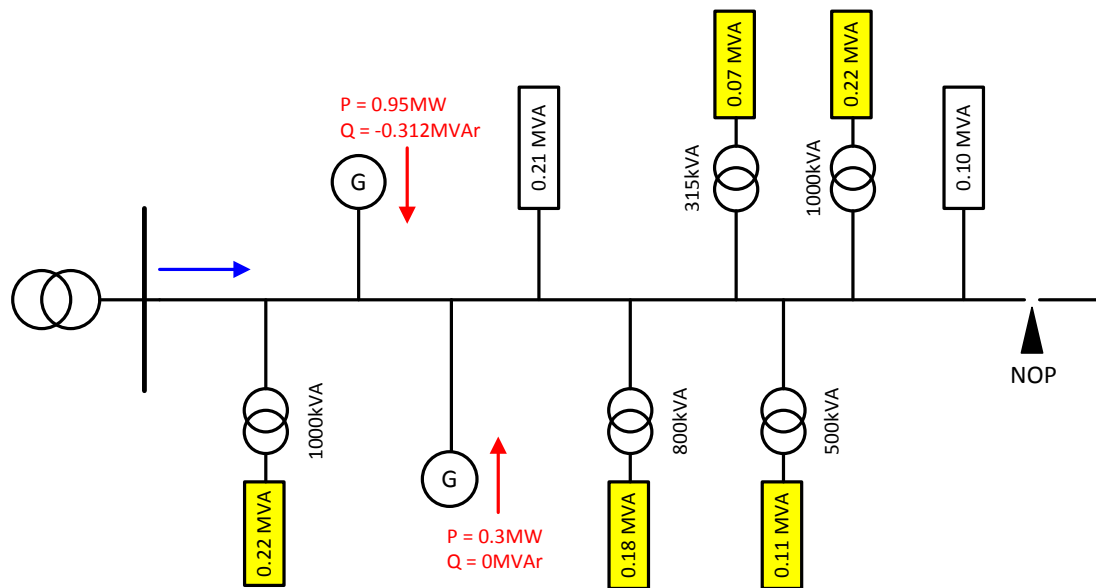 0.07 MVA
0.22 MVA
P = 0.95MW
Q = -0.312MVAr
0.21 MVA
0.10 MVA
G
315kVA
1000kVA
NOP
1000kVA
800kVA
500kVA
G
0.22 MVA
0.18 MVA
0.11 MVA
P = 0.3MW
Q = 0MVAr